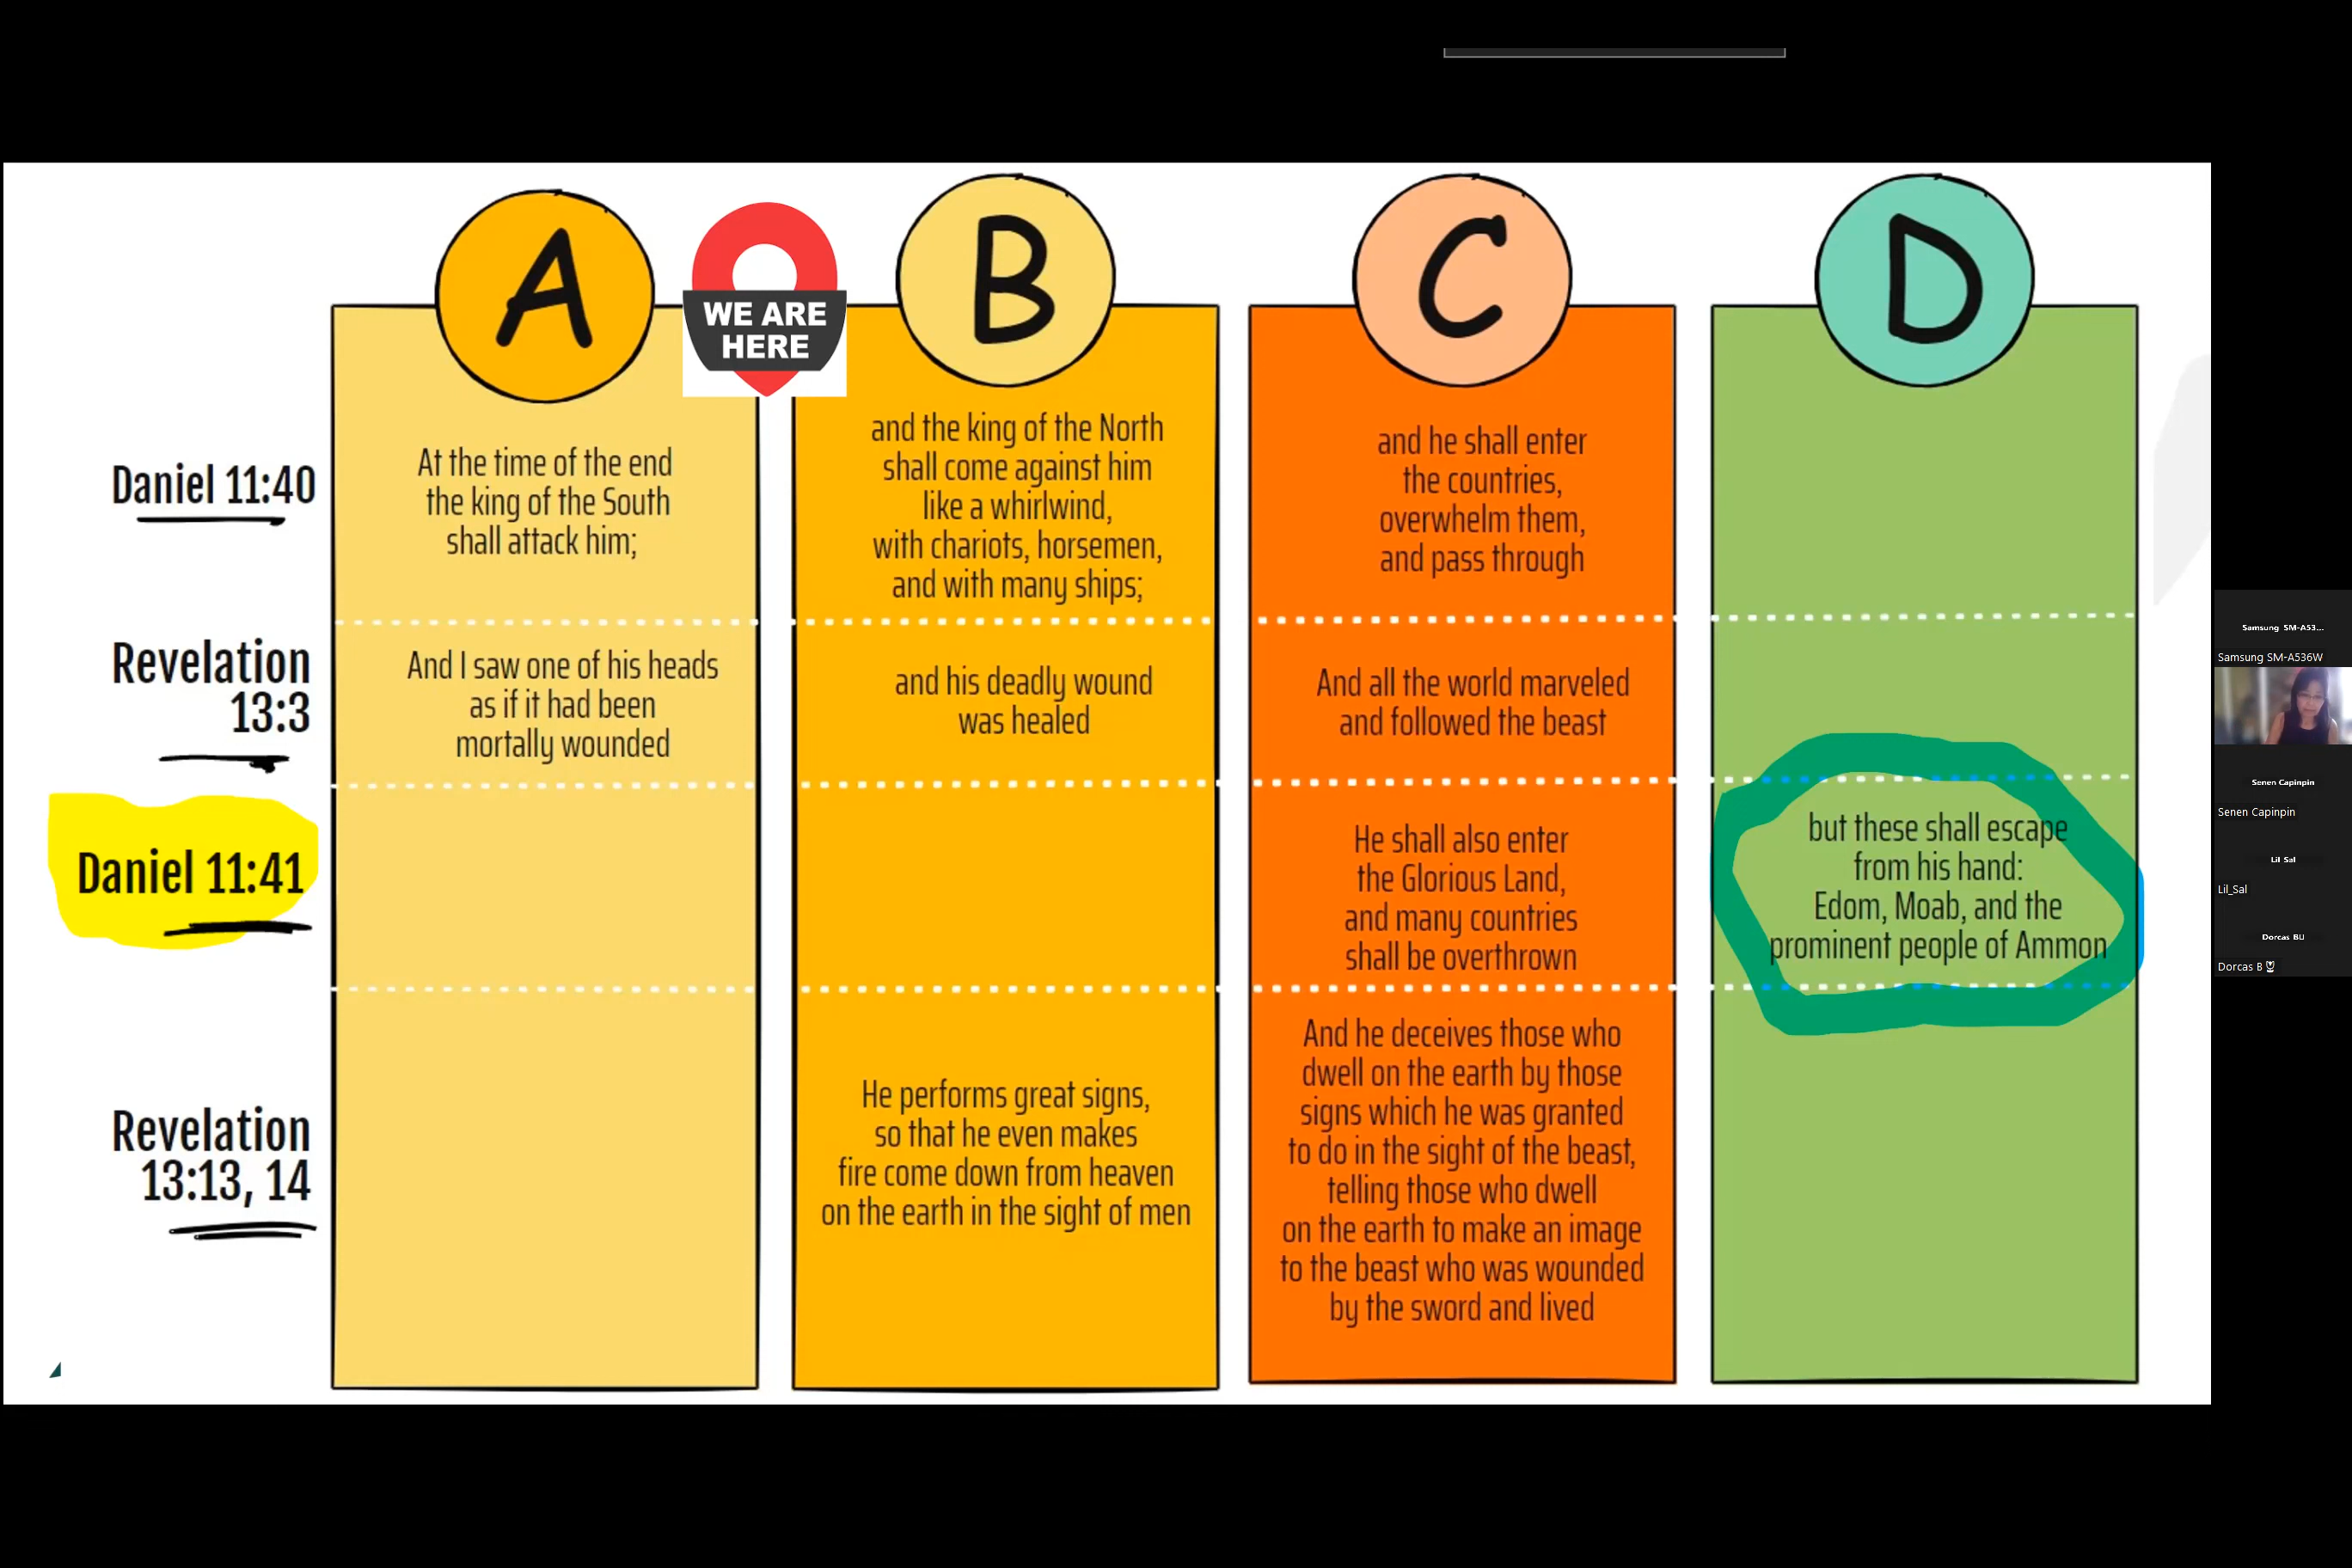 A
WE ARE
HERE
B
C
D
Daniel 11:40
At the time of the end
the king of the South
shall attack him;
and the king of the North
shall come against him
like a whirlwind,
with chariots, horsemen,
and with many ships;
and he shall enter
the countries,
overwhelm them,
and pass through
Revelation
13:3
And I saw one of his heads
as if it had been
mortally wounded
and his deadly wound
was healed
And all the world marveled
and followed the beast
Daniel 11:41
He shall also enter
the Glorious Land,
and many countries
shall be overthrown
but these shall escape
from his hand:
Edom, Moab, and the
prominent people of Ammon
Revelation
13:13, 14
He performs great signs,
so that he even makes
fire come down from heaven
on the earth in the sight of men
And he deceives those who
dwell on the earth by those
signs which he was granted
to do in the sight of the beast,
telling those who dwell
on the earth to make an image
to the beast who was wounded
by the sword and lived
Samsung SM-A53...
Samsung SM-A536W
Senen Capinpin
Senen Capinpin
Lil_Sal
Lil_Sal
Dorcas B
Dorcas B